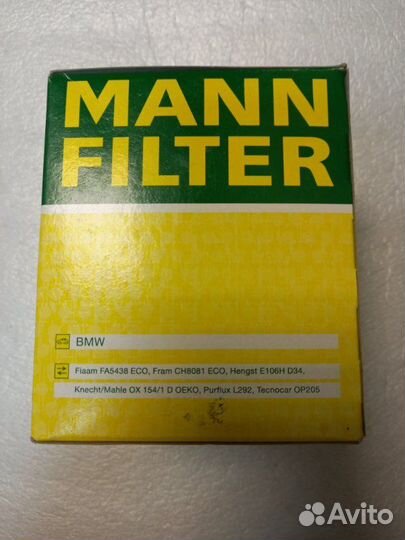 MANN
FILTER
BMW
Fiaam FA5438 ECO, Fram CH8081 ECO, Hengst E106H D34,
Knecht/Mahle OX 154/1 D OEKO, Purflux L292, Tecnocar OP205
Avito